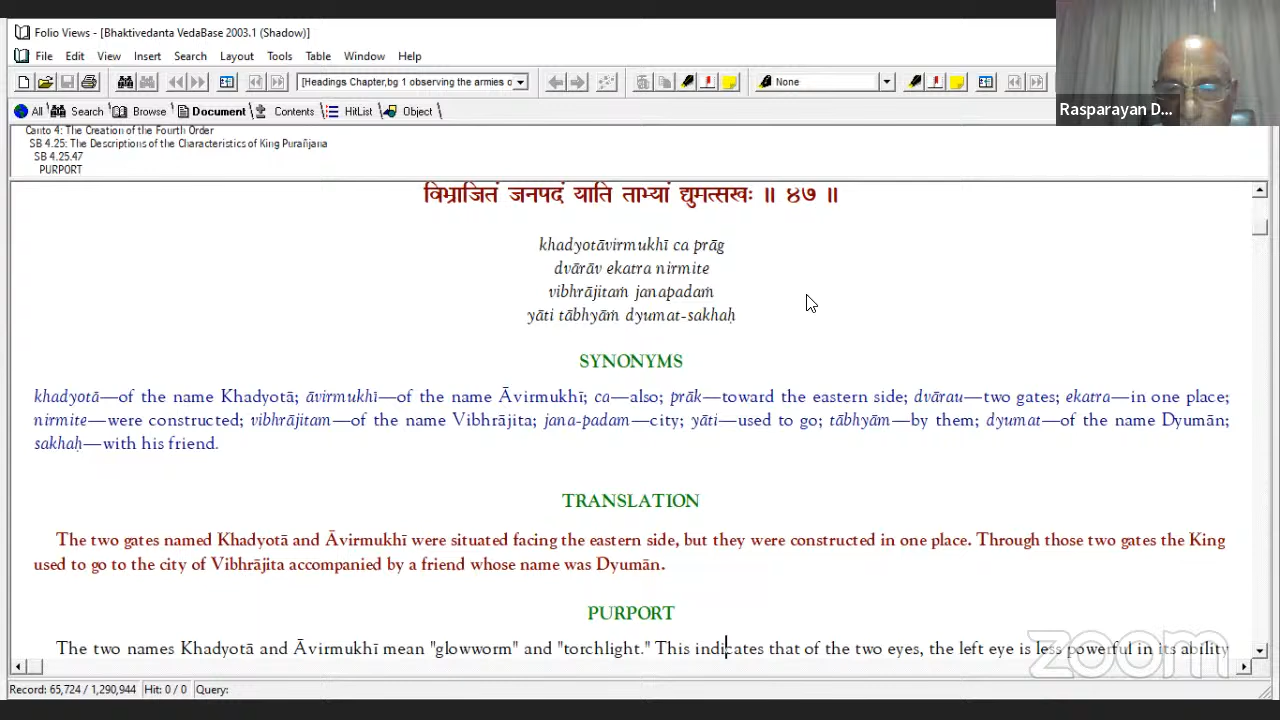 Folio Views - [Bhaktivedanta VedaBase 2003.1 (Shadow)]
File Edit View Insert Search Layout Tools Table Window Help
[Headings Chapter,bg 1 observing the armies o
None
All Search Browse Document Contents HitList Object
Rasparayan D...
Canto 4: The Creation of the Fourth Order
SB 4.25: The Descriptions of the Characteristics of King Purañjana
SB 4.25.47
PURPORT
विभ्राजितं जनपदं याति ताभ्यां द्युमत्सखः ॥ ४७ ॥
khadyotāvirmukhī ca prāg
dvārāv ekatra nirmite
vibhrājitaṁ janapadaṁ
yāti tābhyāṁ dyumat-sakhaḥ
SYNONYMS
khadyotā—of the name Khadyotā; āvirmukhī—of the name Āvirmukhī; ca—also; prāk—toward the eastern side; dvārau—two gates; ekatra—in one place;
nirmite—were constructed; vibhrājitam—of the name Vibhrājita; jana-padam—city; yāti—used to go; tābhyām—by them; dyumat—of the name Dyumān;
sakhaḥ—with his friend.
TRANSLATION
The two gates named Khadyotā and Āvirmukhī were situated facing the eastern side, but they were constructed in one place. Through those two gates the King
used to go to the city of Vibhrājita accompanied by a friend whose name was Dyumān.
PURPORT
The two names Khadyotā and Āvirmukhī mean "glowworm" and "torchlight." This indicates that of the two eyes, the left eye is less powerful in its ability
zoom
Record: 65,724 / 1,290,944 Hit: 0 / 0 Query: